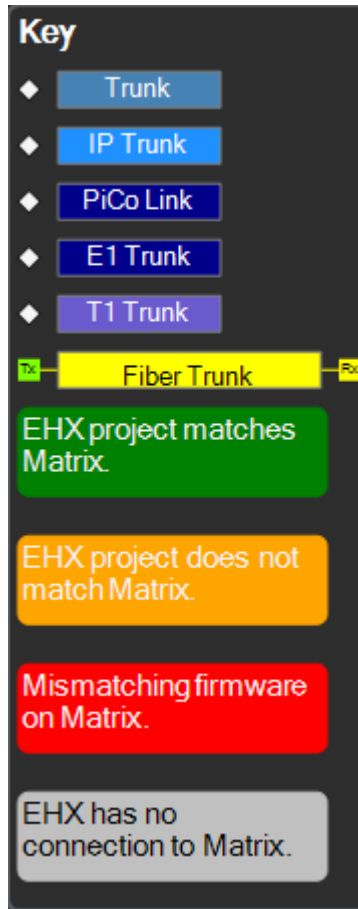 Key
Trunk
IP Trunk
PiCo Link
E1 Trunk
T1 Trunk
Tx Fiber Trunk Rx
EHX project matches
Matrix.
EHX project does not
match Matrix.
Mismatching firmware
on Matrix.
EHX has no
connection to Matrix.